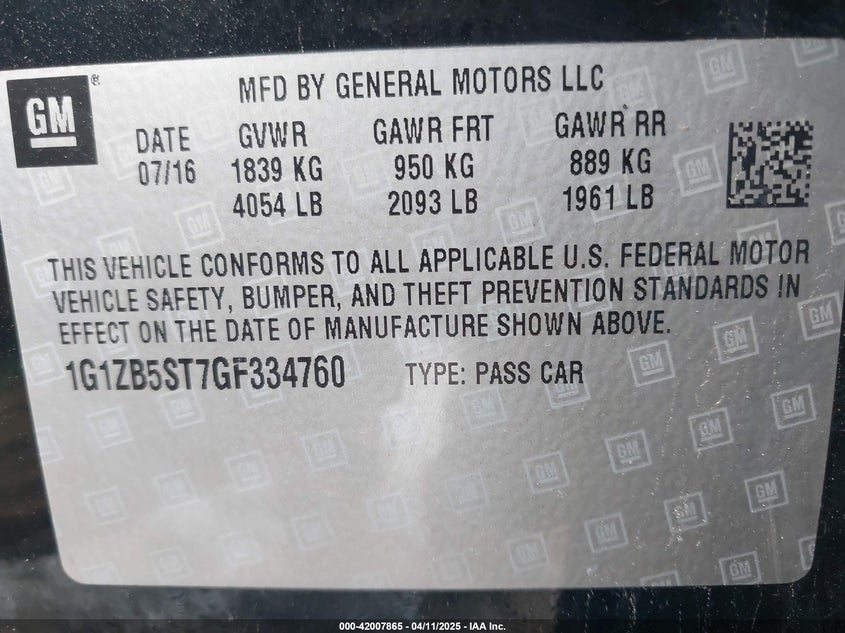 GM®
MFD BY GENERAL MOTORS LLC
DATE GVWR GAWR FRT GAWR RR
07/16 1839 KG 950 KG 889 KG
4054 LB 2093 LB 1961 LB
THIS VEHICLE CONFORMS TO ALL APPLICABLE U.S. FEDERAL MOTOR
VEHICLE SAFETY, BUMPER, AND THEFT PREVENTION STANDARDS IN
EFFECT ON THE DATE OF MANUFACTURE SHOWN ABOVE.
1G1ZB5ST7GF334760 TYPE: PASS CAR
000-42007865 - 04/11/2025 - IAA Inc.